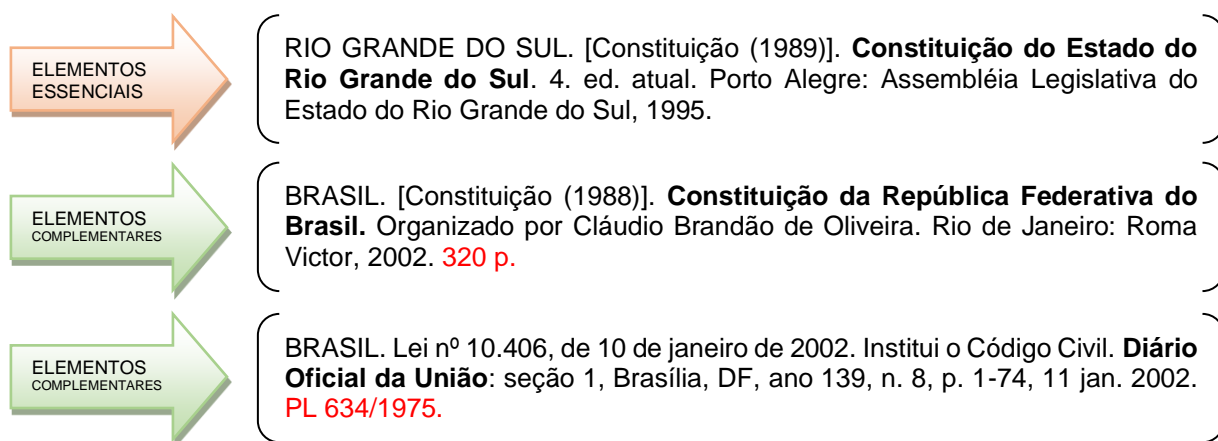 ELEMENTOS
ESSENCIAIS
RIO GRANDE DO SUL. [Constituição (1989)]. Constituição do Estado do
Rio Grande do Sul. 4. ed. atual. Porto Alegre: Assembléia Legislativa do
Estado do Rio Grande do Sul, 1995.
ELEMENTOS
COMPLEMENTARES
BRASIL. [Constituição (1988)]. Constituição da República Federativa do
Brasil. Organizado por Cláudio Brandão de Oliveira. Rio de Janeiro: Roma
Victor, 2002. 320 p.
ELEMENTOS
COMPLEMENTARES
BRASIL. Lei nº 10.406, de 10 de janeiro de 2002. Institui o Código Civil. Diário
Oficial da União: seção 1, Brasília, DF, ano 139, n. 8, p. 1-74, 11 jan. 2002.
PL 634/1975.